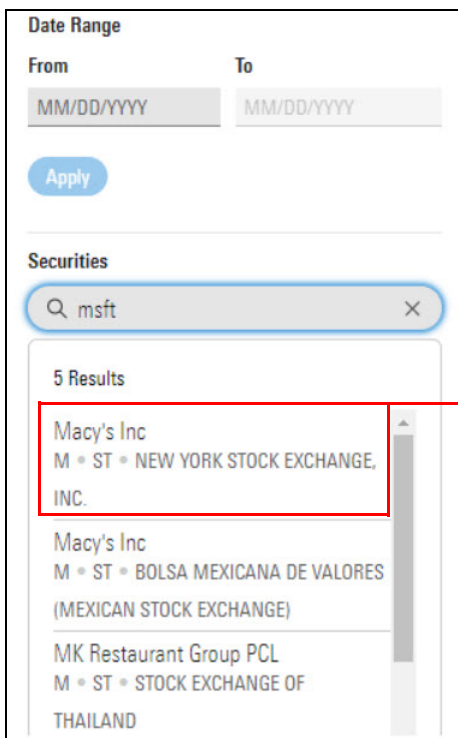 Date Range
From To
MM/DD/YYYY MM/DD/YYYY
Apply
Securities
msft
5 Results
Macy's Inc
M • ST • NEW YORK STOCK EXCHANGE,
INC.
Macy's Inc
M • ST • BOLSA MEXICANA DE VALORES
(MEXICAN STOCK EXCHANGE)
MK Restaurant Group PCL
M • ST • STOCK EXCHANGE OF
THAILAND